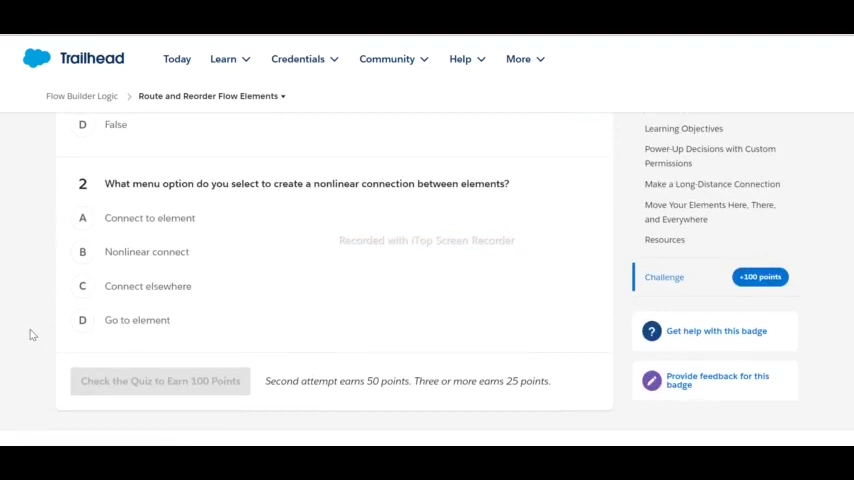 Trailhead
Today
Learn
Credentials
Community
Help
More
Flow Builder Logic
Route and Reorder Flow Elements
D False
2 What menu option do you select to create a nonlinear connection between elements?
A Connect to element
B Nonlinear connect
C Connect elsewhere
D Go to element
Recorded with iTop Screen Recorder
Check the Quiz to Earn 100 Points
Second attempt earns 50 points. Three or more earns 25 points.
Learning Objectives
Power-Up Decisions with Custom
Permissions
Make a Long-Distance Connection
Move Your Elements Here, There,
and Everywhere
Resources
Challenge
+100 points
? Get help with this badge
Provide feedback for this
badge